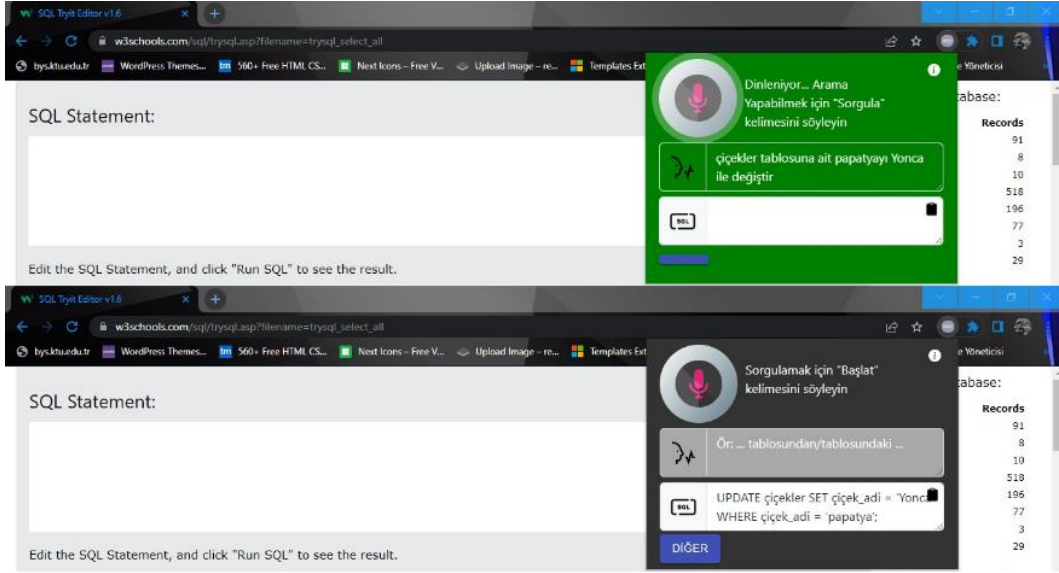 SQL Tryit Editor v1.6
w3schools.com/sql/trysql.asp?filename=trysql_select_all
bys.ktu.edu.tr WordPress Themes... 560+ Free HTML CS... Next Icons – Free V... Upload Image – re... Templates Ext e Yöneticisi
SQL Statement:
Edit the SQL Statement, and click "Run SQL" to see the result.
Dinleniyor... Arama
Yapabilmek için "Sorgula"
kelimesini söyleyin
çiçekler tablosuna ait papatyayı Yonca
ile değiştir
SQL
tabase:
Records
91
8
10
518
196
77
3
29
SQL Tryit Editor v1.6
w3schools.com/sql/trysql.asp?filename=trysql_select_all
bys.ktu.edu.tr WordPress Themes... 560+ Free HTML CS... Next Icons – Free V... Upload Image – re... Templates Ext e Yöneticisi
SQL Statement:
Edit the SQL Statement, and click "Run SQL" to see the result.
Sorgulamak için "Başlat"
kelimesini söyleyin
Ör: ... tablosundan/tablosundaki ...
SQL
UPDATE çiçekler SET çiçek_adi = 'Yonca
WHERE çiçek_adi = 'papatya';
DİĞER
tabase:
Records
91
8
10
518
196
77
3
29